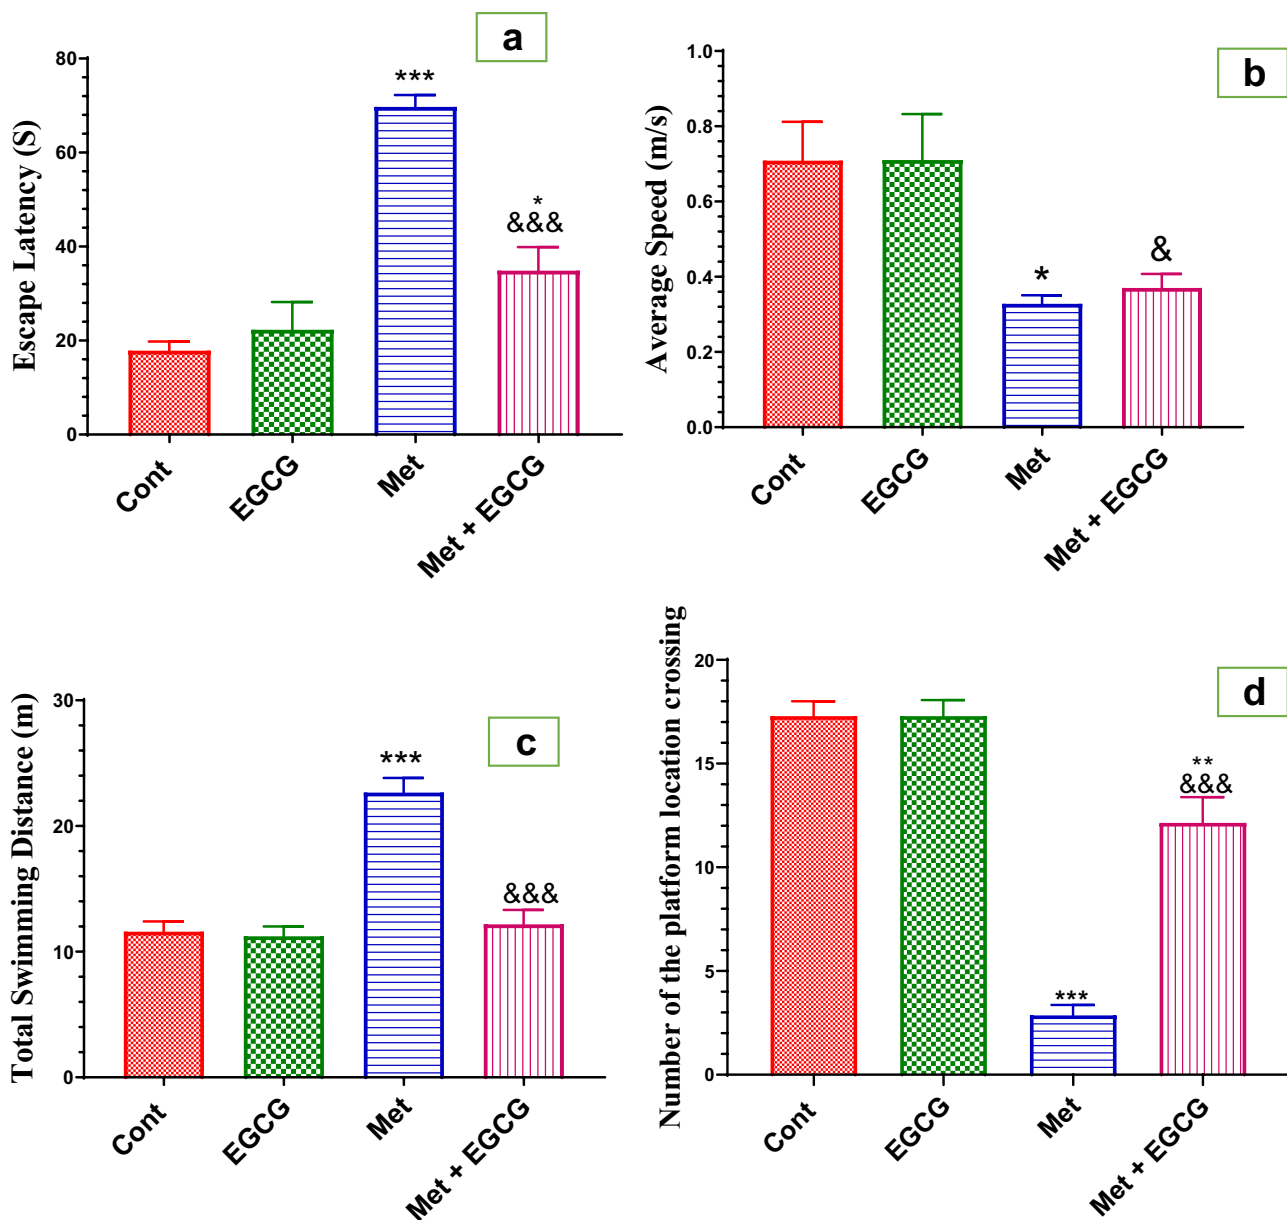 a
Escape Latency (S)
80
60
40
20
0
***
*
&&&
Cont
EGCG
Met
Met + EGCG
b
Average Speed (m/s)
1.0
0.8
0.6
0.4
0.2
0.0
*
&
Cont
EGCG
Met
Met + EGCG
c
Total Swimming Distance (m)
30
20
10
0
***
&&&
Cont
EGCG
Met
Met + EGCG
d
Number of the platform location crossing
20
15
10
5
0
***
**
&&&
Cont
EGCG
Met
Met + EGCG